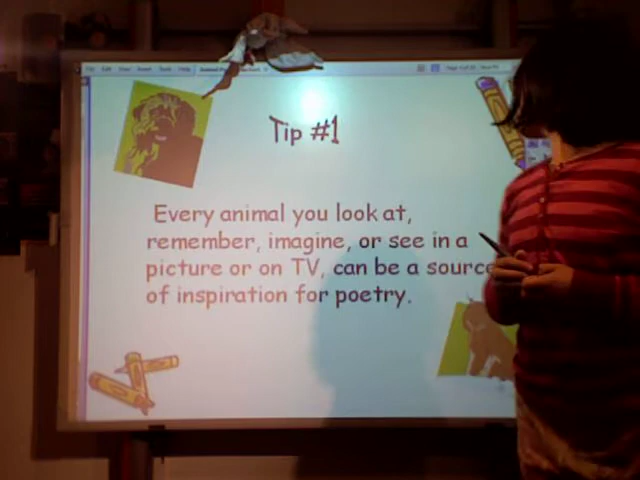 Tip #1
Every animal you look at,
remember, imagine, or see in a
picture or on TV, can be a source
of inspiration for poetry.